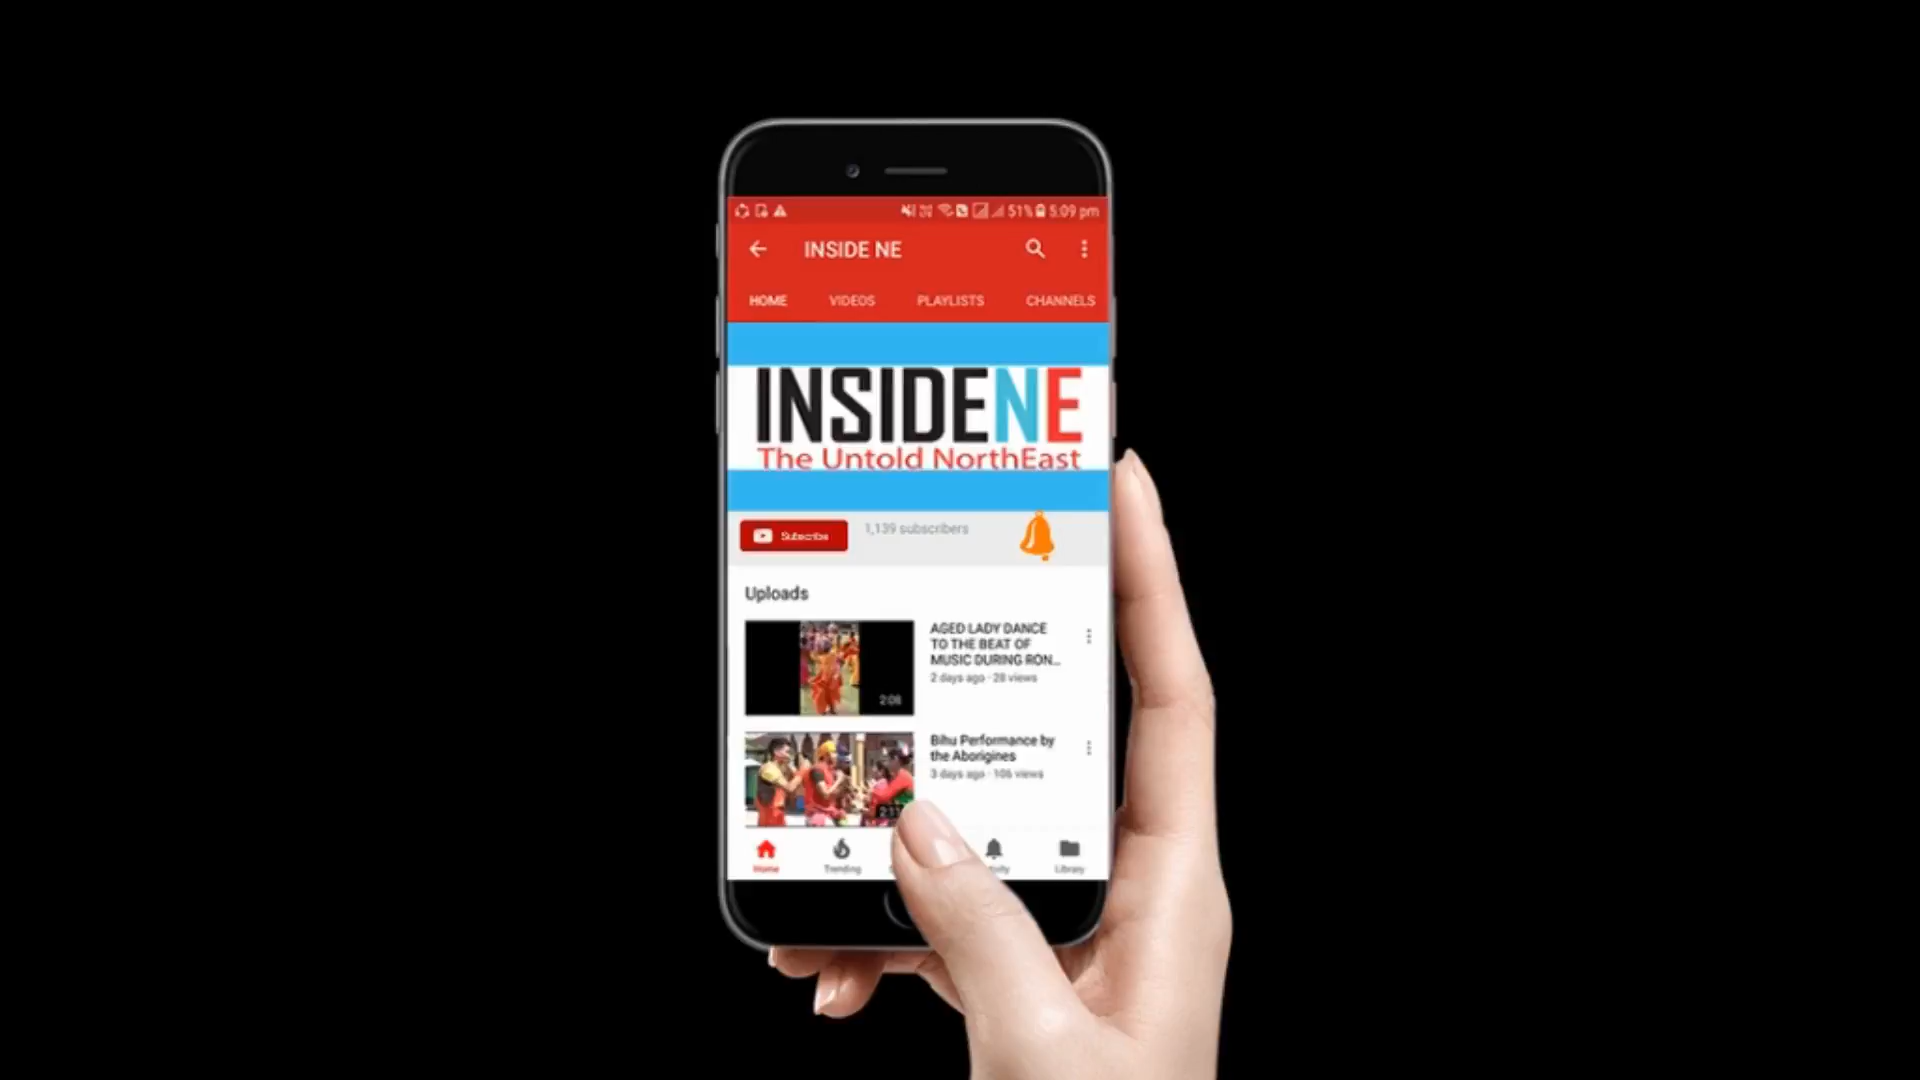 51% 5:09 pm
INSIDE NE
HOME VIDEOS PLAYLISTS CHANNELS
INSIDENE
The Untold NorthEast
Subscribe 1,139 subscribers
Uploads
AGED LADY DANCE
TO THE BEAT OF
MUSIC DURING RON...
2 days ago · 28 views
2:08
Bihu Performance by
the Aborigines
3 days ago · 106 views
Home Trending Library